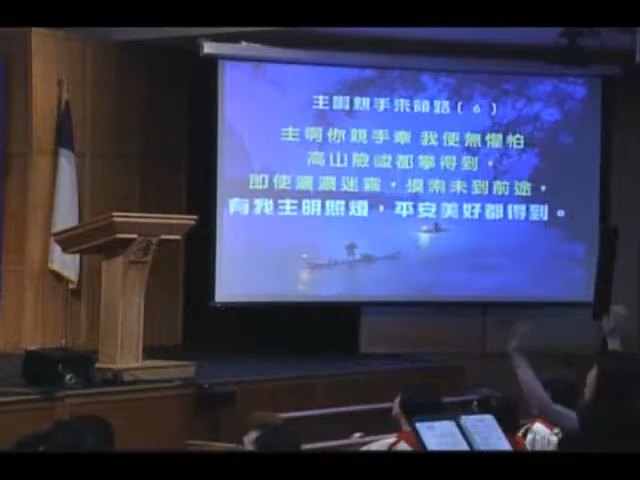 主啊親手來領路(6)
主啊你親手牽 我便無懼怕
高山險峻都攀得到。
即使濃濃迷霧，摸索未到前途，
有我主明照燈，平安美好都得到。